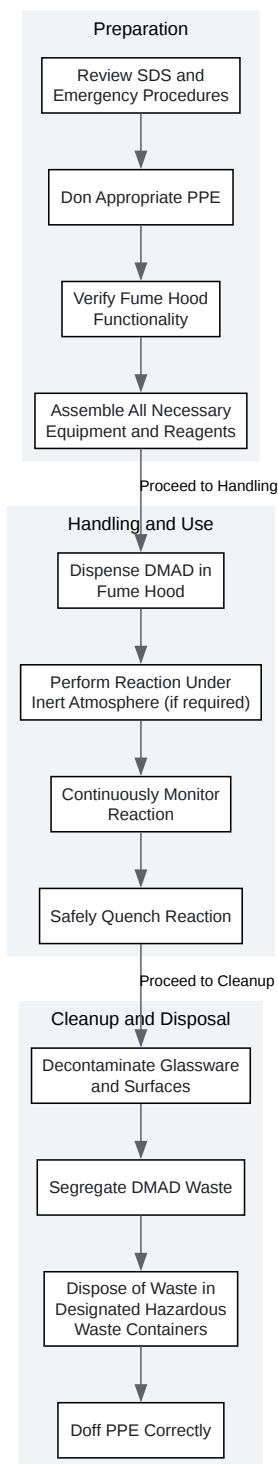 Preparation
Review SDS and
Emergency Procedures
Don Appropriate PPE
Verify Fume Hood
Functionality
Assemble All Necessary
Equipment and Reagents
Proceed to Handling
Handling and Use
Dispense DMAD in
Fume Hood
Perform Reaction Under
Inert Atmosphere (if required)
Continuously Monitor
Reaction
Safely Quench Reaction
Proceed to Cleanup
Cleanup and Disposal
Decontaminate Glassware
and Surfaces
Segregate DMAD Waste
Dispose of Waste in
Designated Hazardous
Waste Containers
Doff PPE Correctly